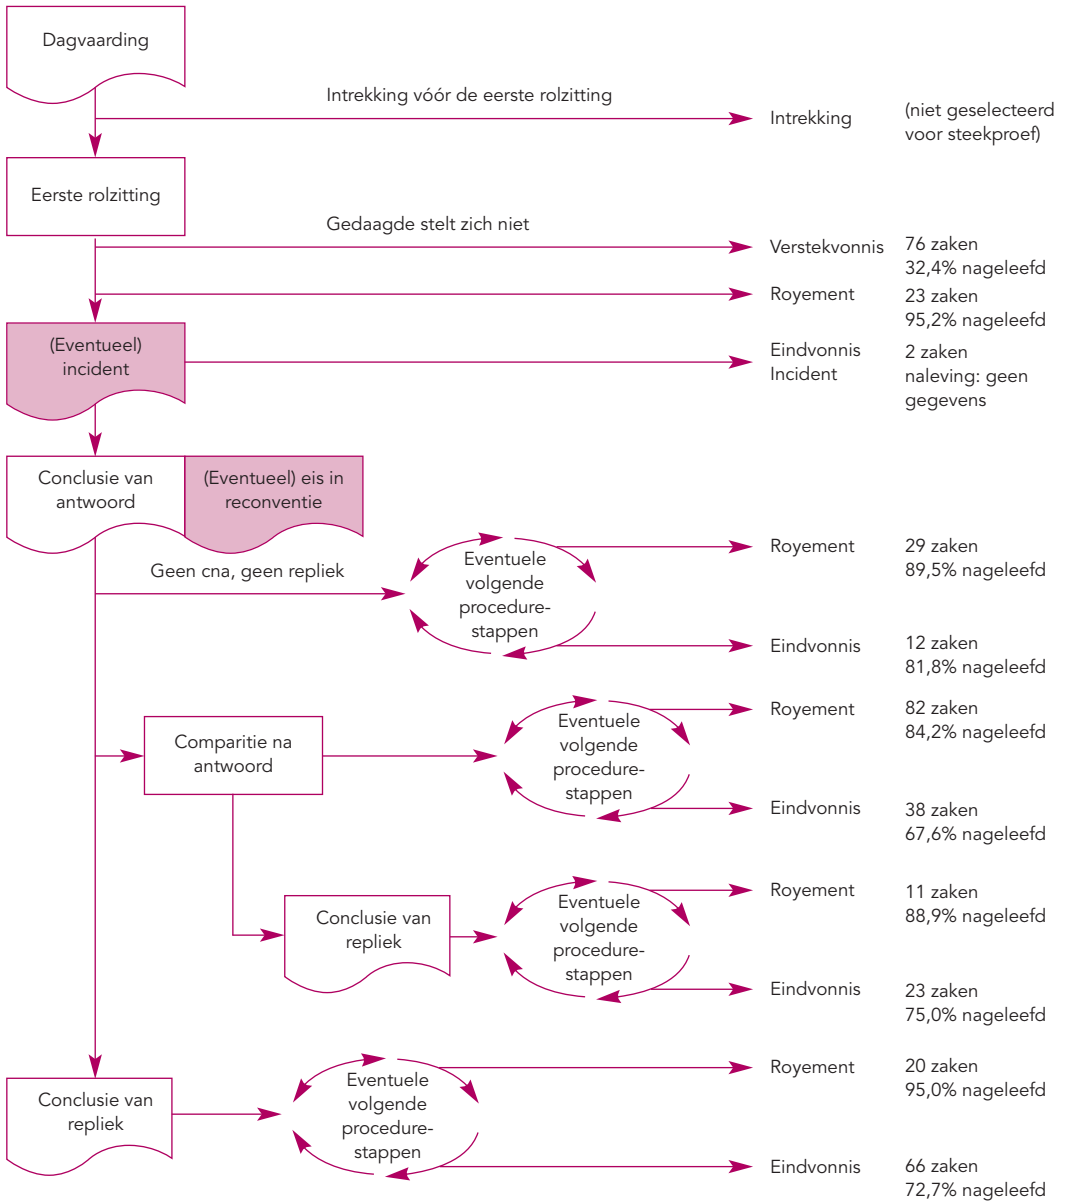 Dagvaarding
Intrekking vóór de eerste rolzitting
Intrekking
(niet geselecteerd
voor steekproef)
Eerste rolzitting
Gedaagde stelt zich niet
Verstekvonnis
76 zaken
32,4% nageleefd
Royement
23 zaken
95,2% nageleefd
(Eventueel)
incident
Eindvonnis
Incident
2 zaken
naleving: geen
gegevens
Conclusie van
antwoord
(Eventueel) eis in
reconventie
Geen cna, geen repliek
Eventuele
volgende
procedure-
stappen
Royement
29 zaken
89,5% nageleefd
Eindvonnis
12 zaken
81,8% nageleefd
Comparitie na
antwoord
Eventuele
volgende
procedure-
stappen
Royement
82 zaken
84,2% nageleefd
Eindvonnis
38 zaken
67,6% nageleefd
Conclusie van
repliek
Eventuele
volgende
procedure-
stappen
Royement
11 zaken
88,9% nageleefd
Eindvonnis
23 zaken
75,0% nageleefd
Conclusie van
repliek
Eventuele
volgende
procedure-
stappen
Royement
20 zaken
95,0% nageleefd
Eindvonnis
66 zaken
72,7% nageleefd